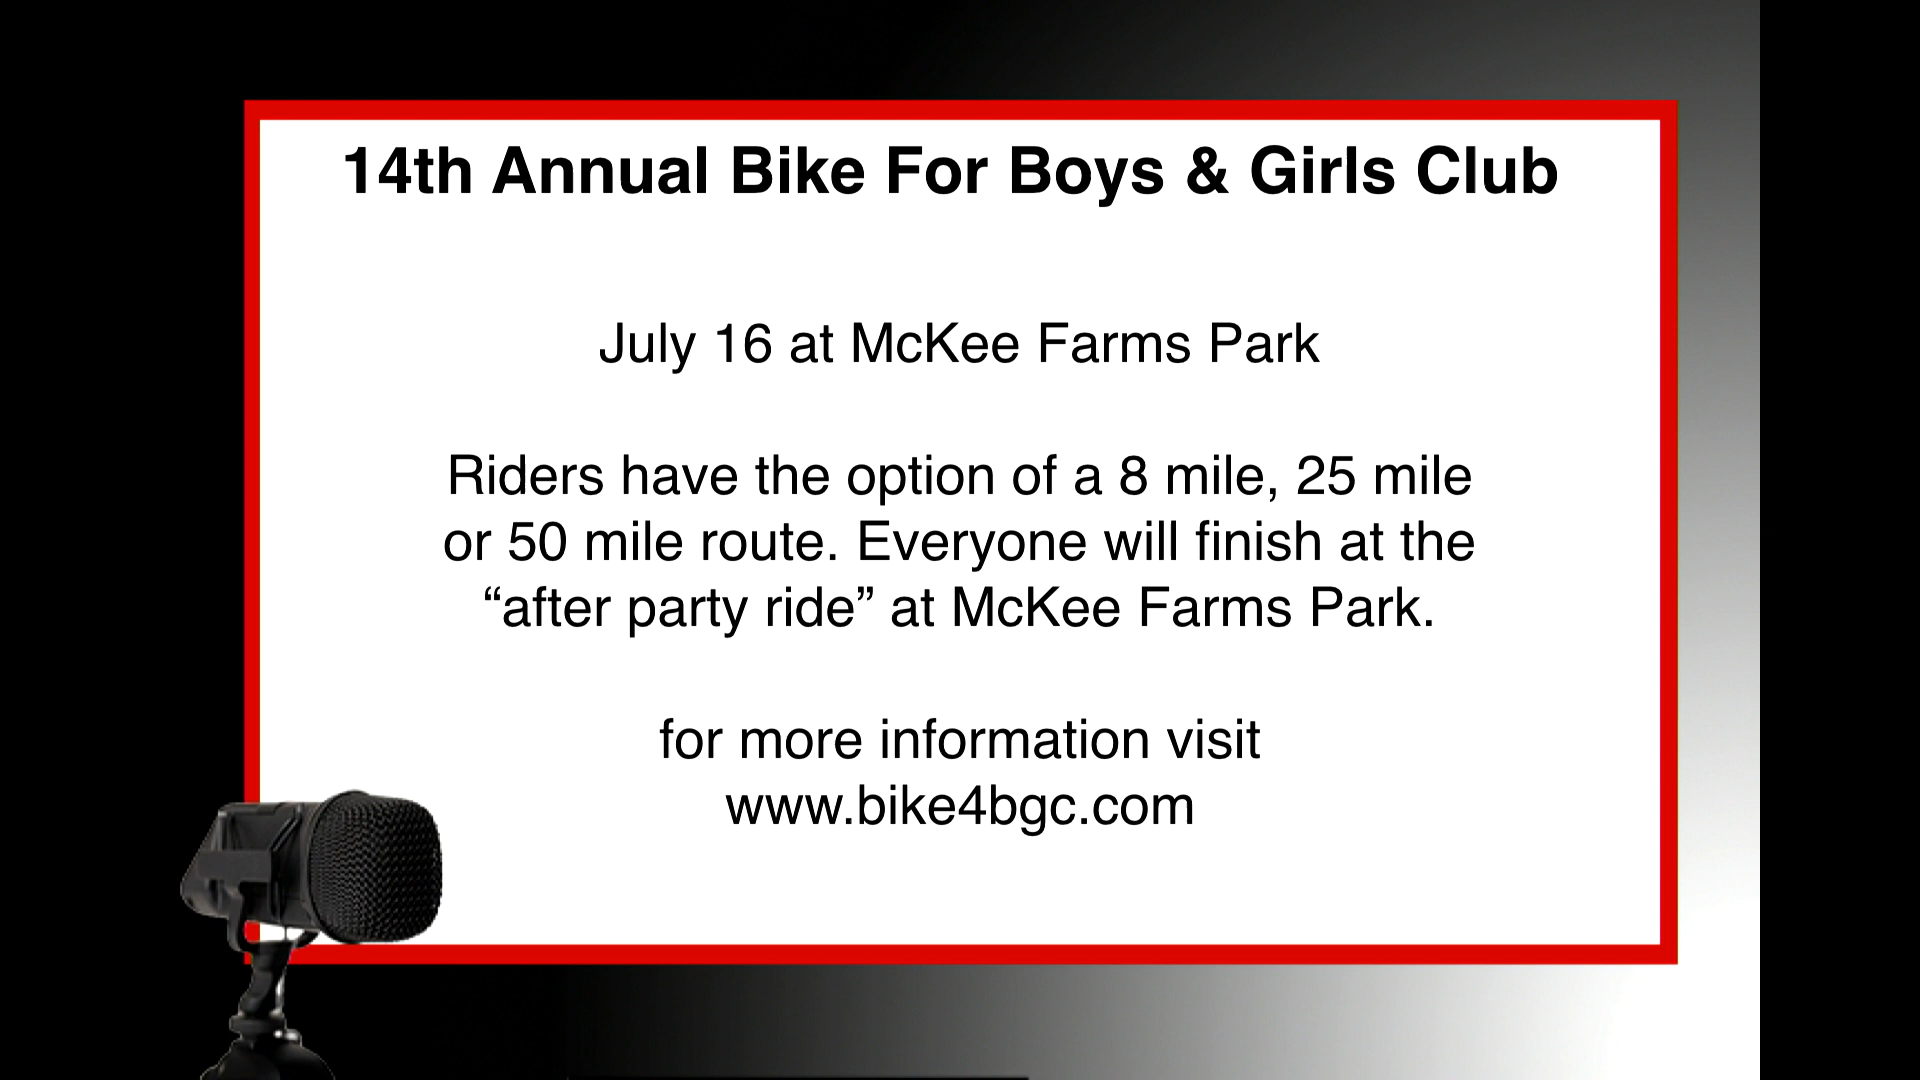 14th Annual Bike For Boys & Girls Club
July 16 at McKee Farms Park
Riders have the option of a 8 mile, 25 mile
or 50 mile route. Everyone will finish at the
“after party ride” at McKee Farms Park.
for more information visit
www.bike4bgc.com